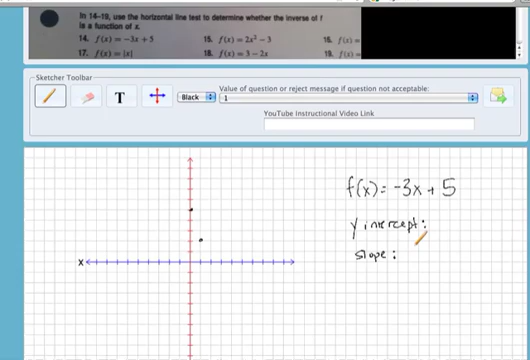 In 14–19, use the horizontal line test to determine whether the inverse of f
is a function of x.
14. f(x) = −3x + 5 15. f(x) = 2x² − 3 16. f(x) =
17. f(x) = |x| 18. f(x) = 3 − 2x 19. f(x) =
Sketcher Toolbar
Value of question or reject message if question not acceptable:
T Black 1
YouTube Instructional Video Link
f(x) = -3x + 5
y intercept:
slope:
x